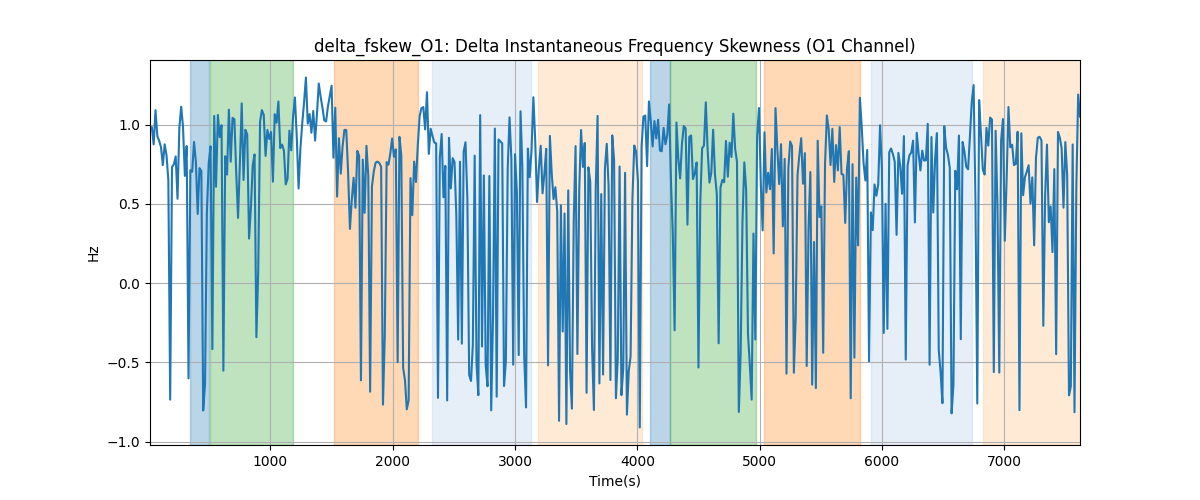 delta_fskew_O1: Delta Instantaneous Frequency Skewness (O1 Channel)
Hz
1.0
0.5
0.0
−0.5
−1.0
1000 2000 3000 4000 5000 6000 7000
Time(s)